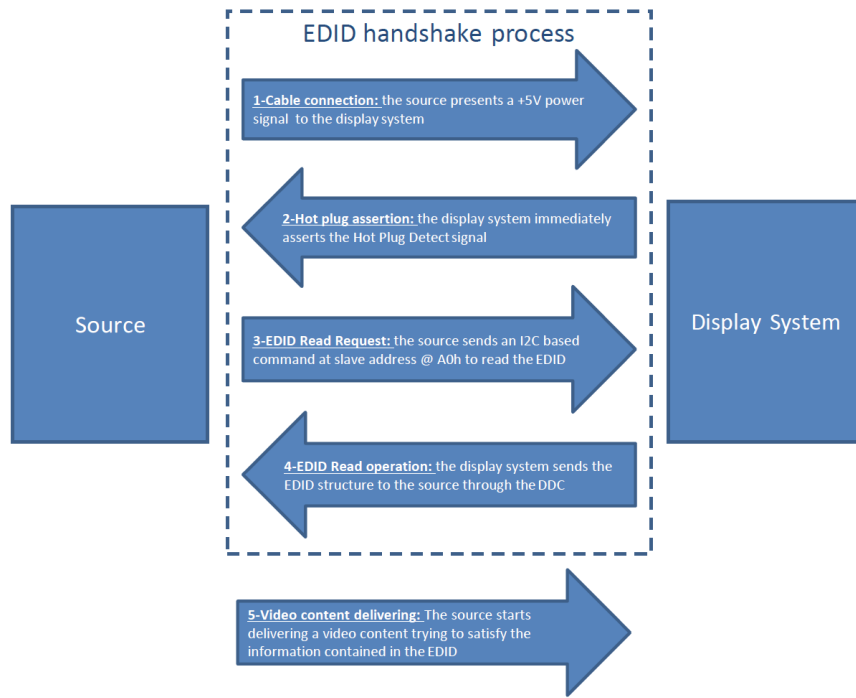 EDID handshake process
1-Cable connection: the source presents a +5V power
signal to the display system
2-Hot plug assertion: the display system immediately
asserts the Hot Plug Detect signal
Source
Display System
3-EDID Read Request: the source sends an I2C based
command at slave address @ A0h to read the EDID
4-EDID Read operation: the display system sends the
EDID structure to the source through the DDC
5-Video content delivering: The source starts
delivering a video content trying to satisfy the
information contained in the EDID